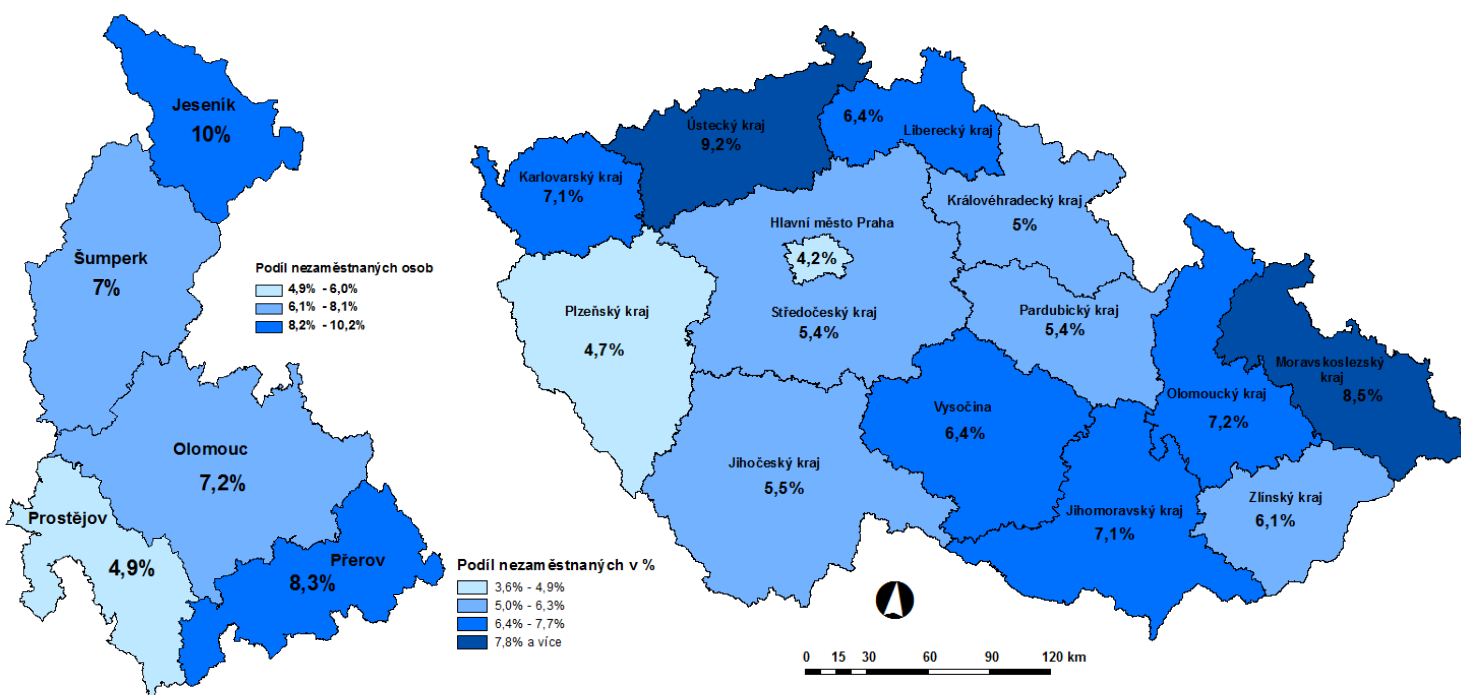 Jeseník
10%
Šumperk
7%
Podíl nezaměstnaných osob
4,9% - 6,0%
6,1% - 8,1%
8,2% - 10,2%
Olomouc
7,2%
Prostějov
4,9%
Přerov
8,3%
Ústecký kraj
9,2%
6,4%
Liberecký kraj
Karlovarský kraj
7,1%
Královéhradecký kraj
5%
Hlavní město Praha
4,2%
Plzeňský kraj
4,7%
Středočeský kraj
5,4%
Pardubický kraj
5,4%
Moravskoslezský
kraj
8,5%
Olomoucký kraj
7,2%
Vysočina
6,4%
Jihočeský kraj
5,5%
Jihomoravský kraj
7,1%
Zlínský kraj
6,1%
Podíl nezaměstnaných v %
3,6% - 4,9%
5,0% - 6,3%
6,4% - 7,7%
7,8% a více
0 15 30 60 90 120 km